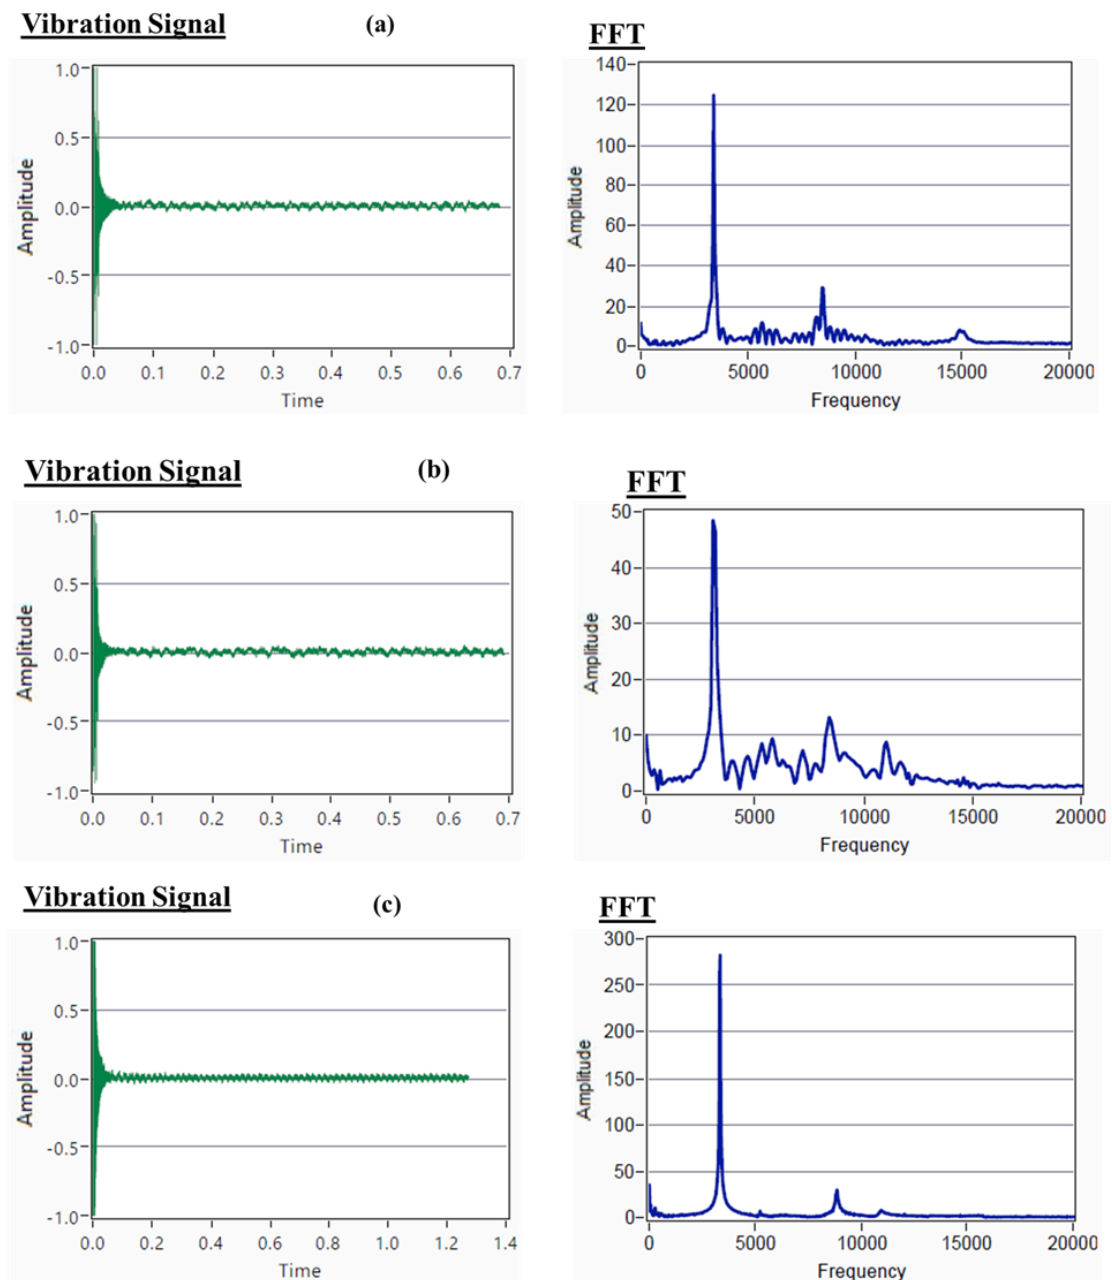 Vibration Signal (a) FFT
1.0
0.5
0.0
-0.5
-1.0
Amplitude
0.0 0.1 0.2 0.3 0.4 0.5 0.6 0.7
Time
140
120
100
80
60
40
20
0
Amplitude
0 5000 10000 15000 20000
Frequency
Vibration Signal (b) FFT
1.0
0.5
0.0
-0.5
-1.0
Amplitude
0.0 0.1 0.2 0.3 0.4 0.5 0.6 0.7
Time
50
40
30
20
10
0
Amplitude
0 5000 10000 15000 20000
Frequency
Vibration Signal (c) FFT
1.0
0.5
0.0
-0.5
-1.0
Amplitude
0.0 0.2 0.4 0.6 0.8 1.0 1.2 1.4
Time
300
250
200
150
100
50
0
Amplitude
0 5000 10000 15000 20000
Frequency